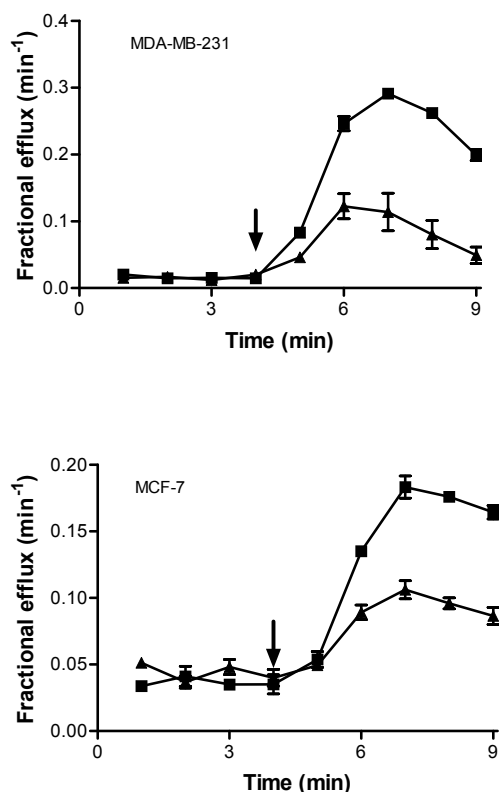 MDA-MB-231
Fractional efflux (min⁻¹)
0.4
0.3
0.2
0.1
0.0
0 3 6 9
Time (min)
MCF-7
Fractional efflux (min⁻¹)
0.20
0.15
0.10
0.05
0.00
0 3 6 9
Time (min)